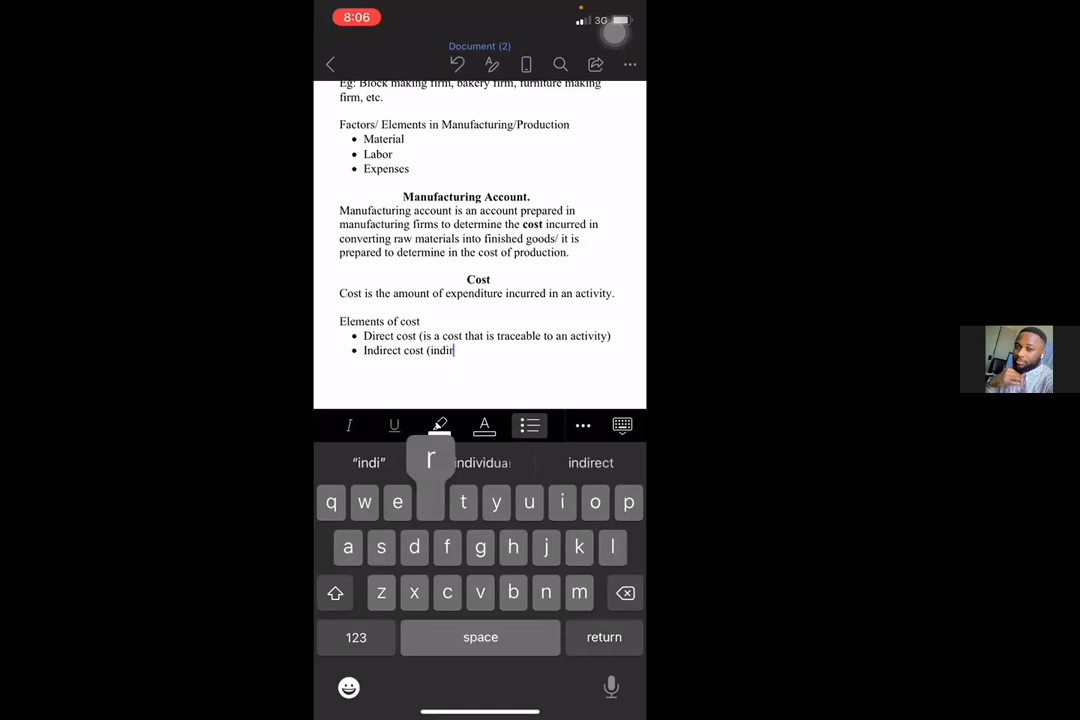 8:06
3G
Document (2)
Eg: Block making firm, bakery firm, furniture making
firm, etc.
Factors/ Elements in Manufacturing/Production
• Material
• Labor
• Expenses
Manufacturing Account.
Manufacturing account is an account prepared in
manufacturing firms to determine the cost incurred in
converting raw materials into finished goods/ it is
prepared to determine in the cost of production.
Cost
Cost is the amount of expenditure incurred in an activity.
Elements of cost
• Direct cost (is a cost that is traceable to an activity)
• Indirect cost (indir
I U A
“indi” individual indirect
r
q w e t y u i o p
a s d f g h j k l
z x c v b n m
123 space return